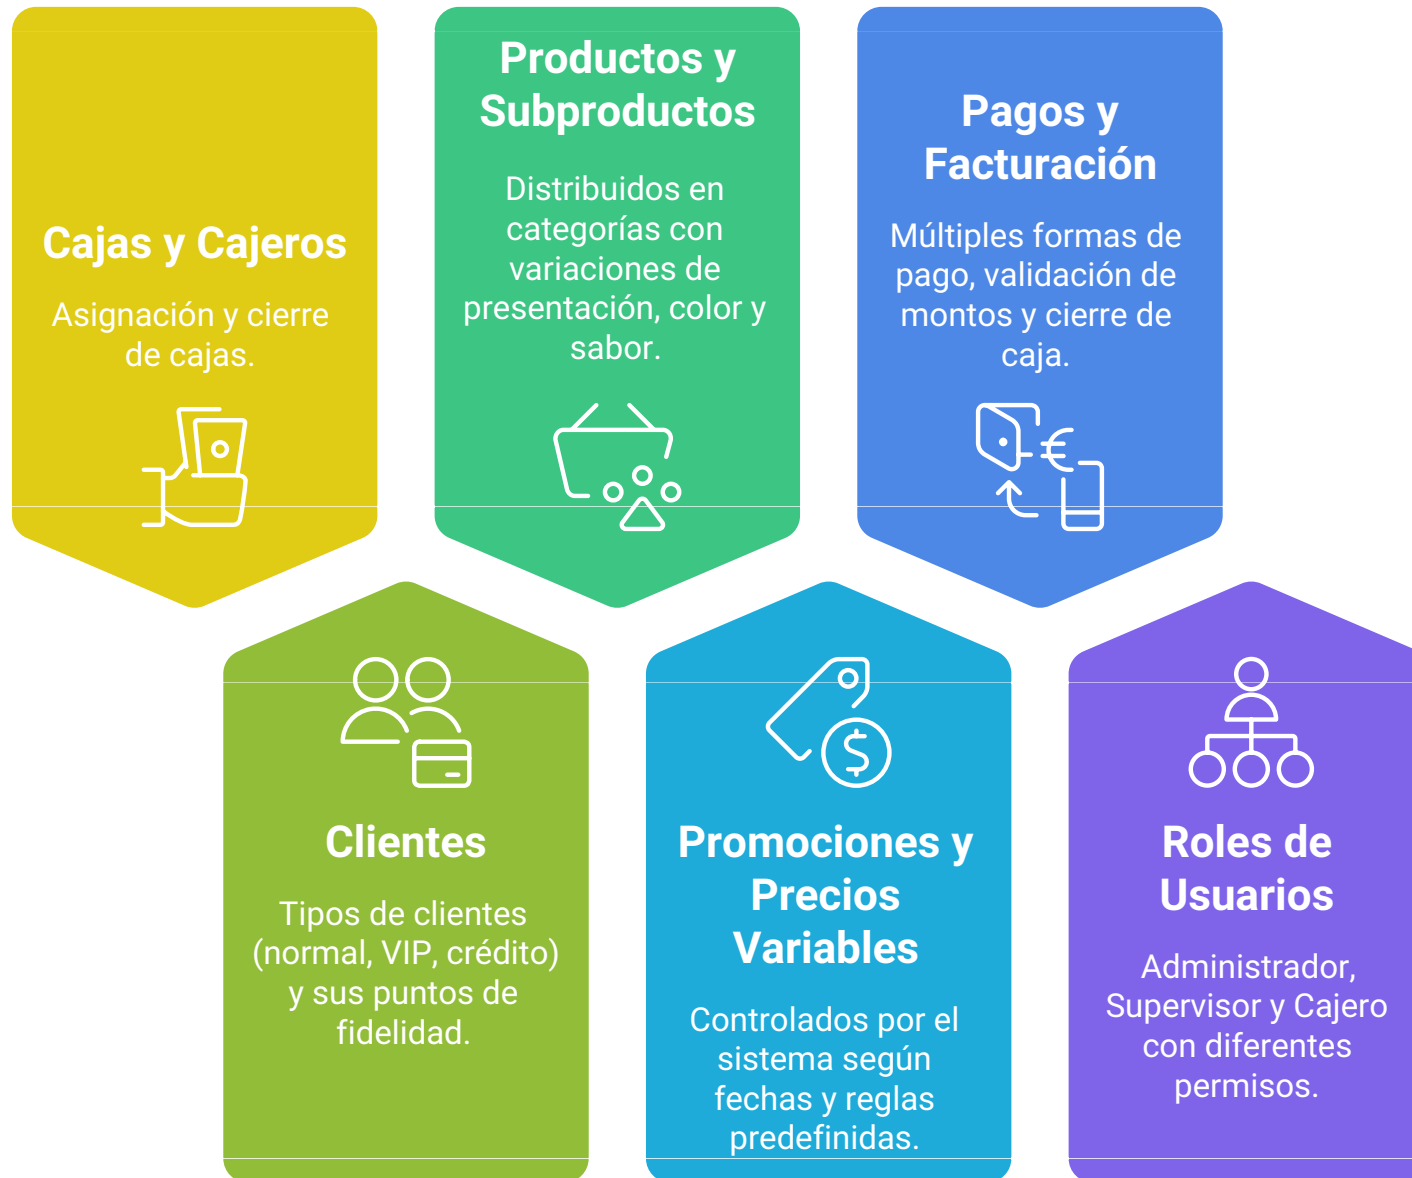 Cajas y Cajeros
Asignación y cierre
de cajas.
Productos y
Subproductos
Distribuidos en
categorías con
variaciones de
presentación, color y
sabor.
Pagos y
Facturación
Múltiples formas de
pago, validación de
montos y cierre de
caja.
Clientes
Tipos de clientes
(normal, VIP, crédito)
y sus puntos de
fidelidad.
Promociones y
Precios
Variables
Controlados por el
sistema según
fechas y reglas
predefinidas.
Roles de
Usuarios
Administrador,
Supervisor y Cajero
con diferentes
permisos.